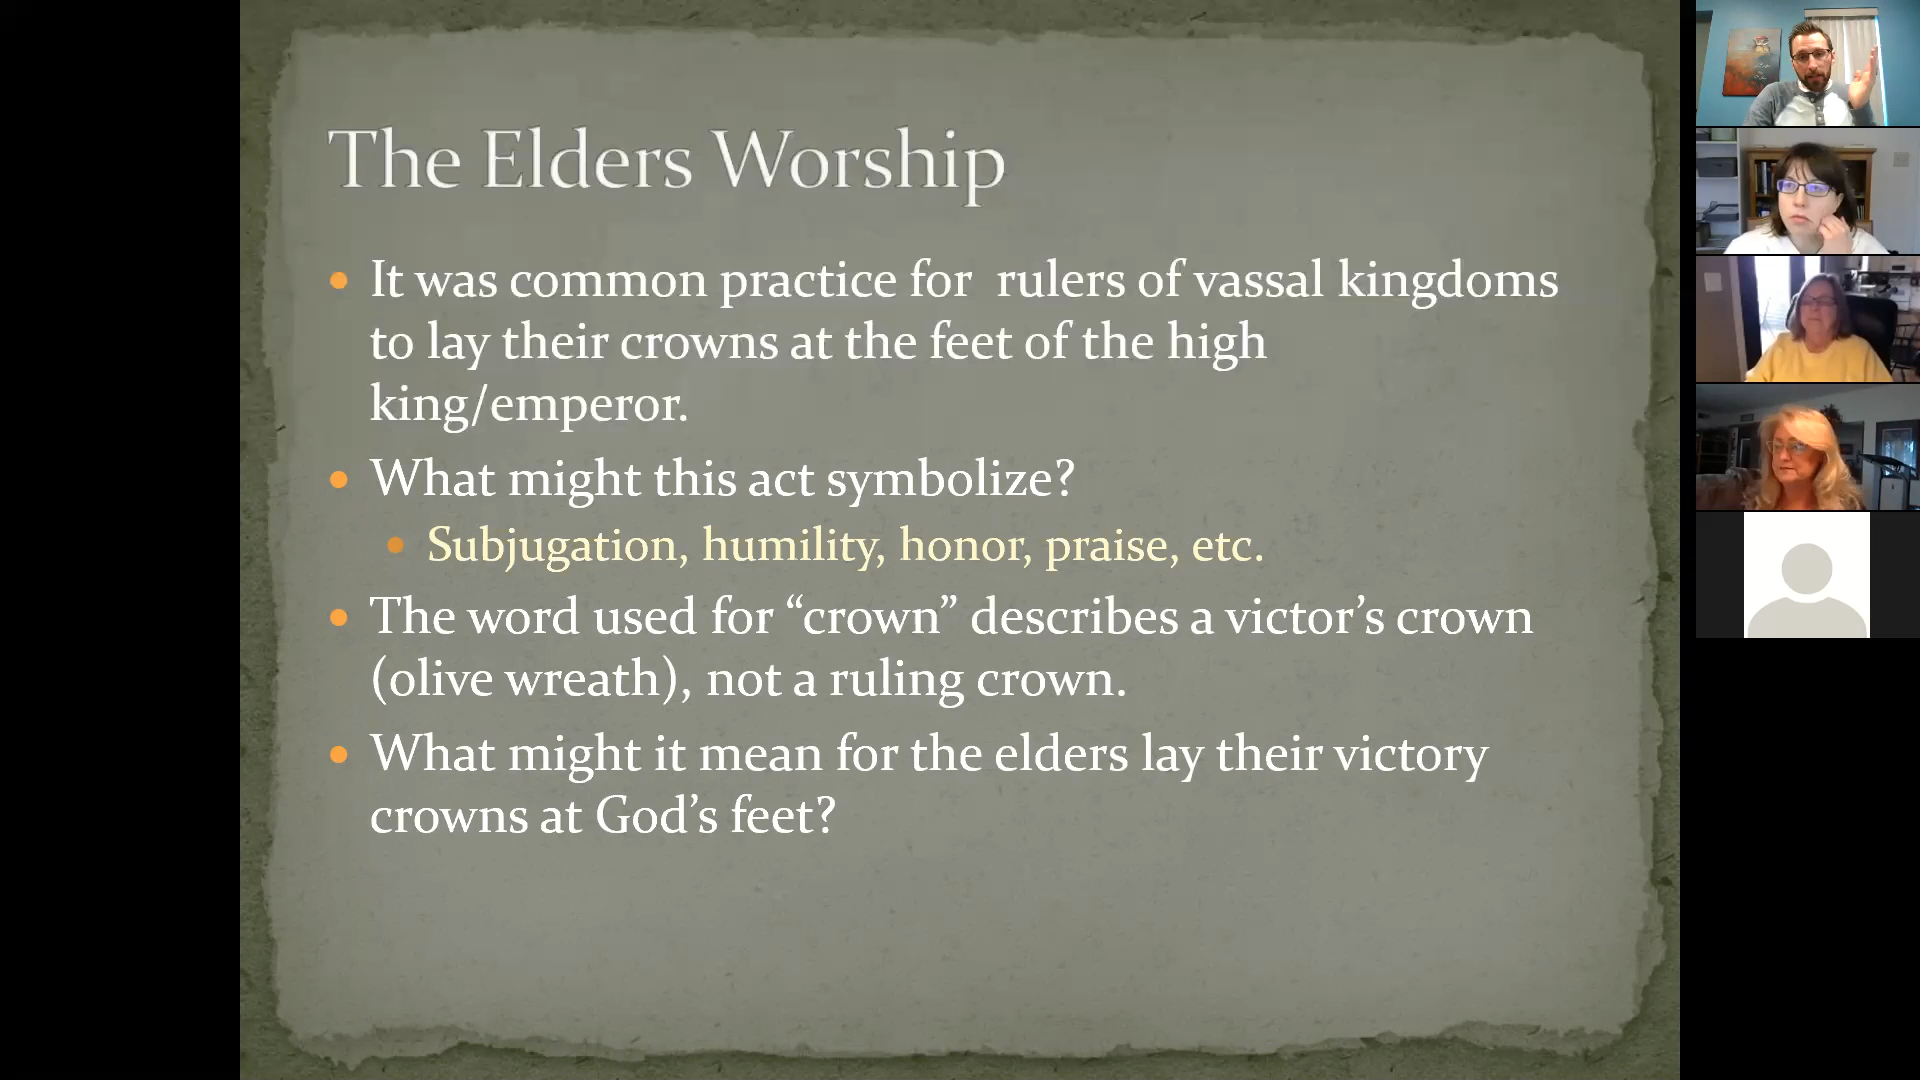 The Elders Worship
It was common practice for  rulers of vassal kingdoms
to lay their crowns at the feet of the high
king/emperor.
What might this act symbolize?
Subjugation, humility, honor, praise, etc.
The word used for “crown” describes a victor’s crown
(olive wreath), not a ruling crown.
What might it mean for the elders lay their victory
crowns at God’s feet?